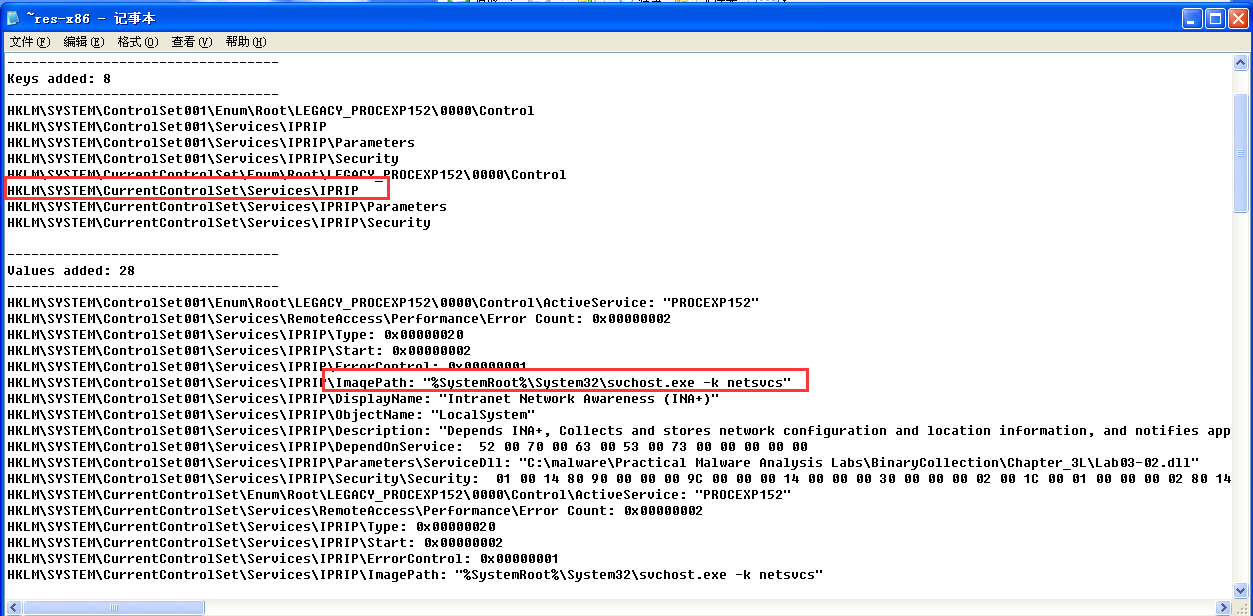 ~res-x86 - 记事本
文件(F) 编辑(E) 格式(O) 查看(V) 帮助(H)
----------------------------------
Keys added: 8
----------------------------------
HKLM\SYSTEM\ControlSet001\Enum\Root\LEGACY_PROCEXP152\0000\Control
HKLM\SYSTEM\ControlSet001\Services\IPRIP
HKLM\SYSTEM\ControlSet001\Services\IPRIP\Parameters
HKLM\SYSTEM\ControlSet001\Services\IPRIP\Security
HKLM\SYSTEM\CurrentControlSet\Enum\Root\LEGACY_PROCEXP152\0000\Control
HKLM\SYSTEM\CurrentControlSet\Services\IPRIP
HKLM\SYSTEM\CurrentControlSet\Services\IPRIP\Parameters
HKLM\SYSTEM\CurrentControlSet\Services\IPRIP\Security
----------------------------------
Values added: 28
----------------------------------
HKLM\SYSTEM\ControlSet001\Enum\Root\LEGACY_PROCEXP152\0000\Control\ActiveService: "PROCEXP152"
HKLM\SYSTEM\ControlSet001\Services\RemoteAccess\Performance\Error Count: 0x00000002
HKLM\SYSTEM\ControlSet001\Services\IPRIP\Type: 0x00000020
HKLM\SYSTEM\ControlSet001\Services\IPRIP\Start: 0x00000002
HKLM\SYSTEM\ControlSet001\Services\IPRIP\ErrorControl: 0x00000001
HKLM\SYSTEM\ControlSet001\Services\IPRIP\ImagePath: "%SystemRoot%\System32\svchost.exe -k netsvcs"
HKLM\SYSTEM\ControlSet001\Services\IPRIP\DisplayName: "Intranet Network Awareness (INA+)"
HKLM\SYSTEM\ControlSet001\Services\IPRIP\ObjectName: "LocalSystem"
HKLM\SYSTEM\ControlSet001\Services\IPRIP\Description: "Depends INA+, Collects and stores network configuration and location information, and notifies app
HKLM\SYSTEM\ControlSet001\Services\IPRIP\DependOnService:  52 00 70 00 63 00 53 00 73 00 00 00 00 00
HKLM\SYSTEM\ControlSet001\Services\IPRIP\Parameters\ServiceDll: "C:\malware\Practical Malware Analysis Labs\BinaryCollection\Chapter_3L\Lab03-02.dll"
HKLM\SYSTEM\ControlSet001\Services\IPRIP\Security\Security:  01 00 14 80 90 00 00 00 9C 00 00 00 14 00 00 00 30 00 00 00 02 00 1C 00 01 00 00 00 02 80 14
HKLM\SYSTEM\CurrentControlSet\Enum\Root\LEGACY_PROCEXP152\0000\Control\ActiveService: "PROCEXP152"
HKLM\SYSTEM\CurrentControlSet\Services\RemoteAccess\Performance\Error Count: 0x00000002
HKLM\SYSTEM\CurrentControlSet\Services\IPRIP\Type: 0x00000020
HKLM\SYSTEM\CurrentControlSet\Services\IPRIP\Start: 0x00000002
HKLM\SYSTEM\CurrentControlSet\Services\IPRIP\ErrorControl: 0x00000001
HKLM\SYSTEM\CurrentControlSet\Services\IPRIP\ImagePath: "%SystemRoot%\System32\svchost.exe -k netsvcs"